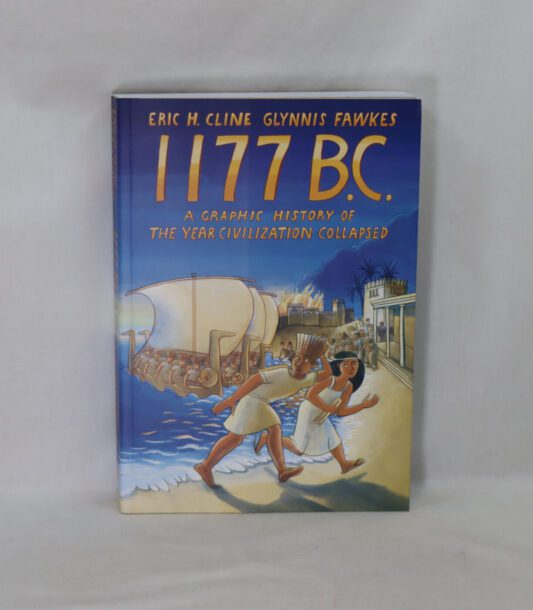 ERIC H. CLINE GLYNNIS FAWKES
1177 B.C.
A GRAPHIC HISTORY OF
THE YEAR CIVILIZATION COLLAPSED